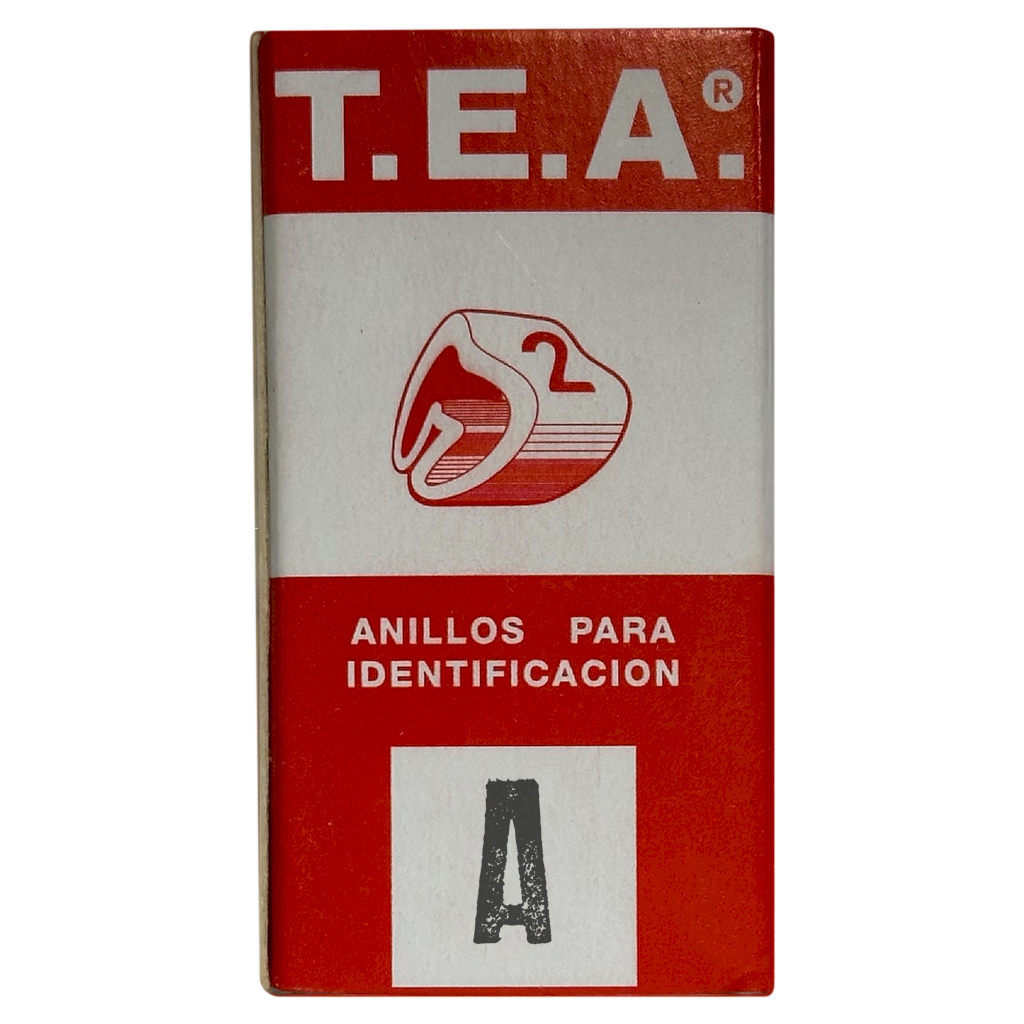 T.E.A.®
2
ANILLOS PARA
IDENTIFICACION
A